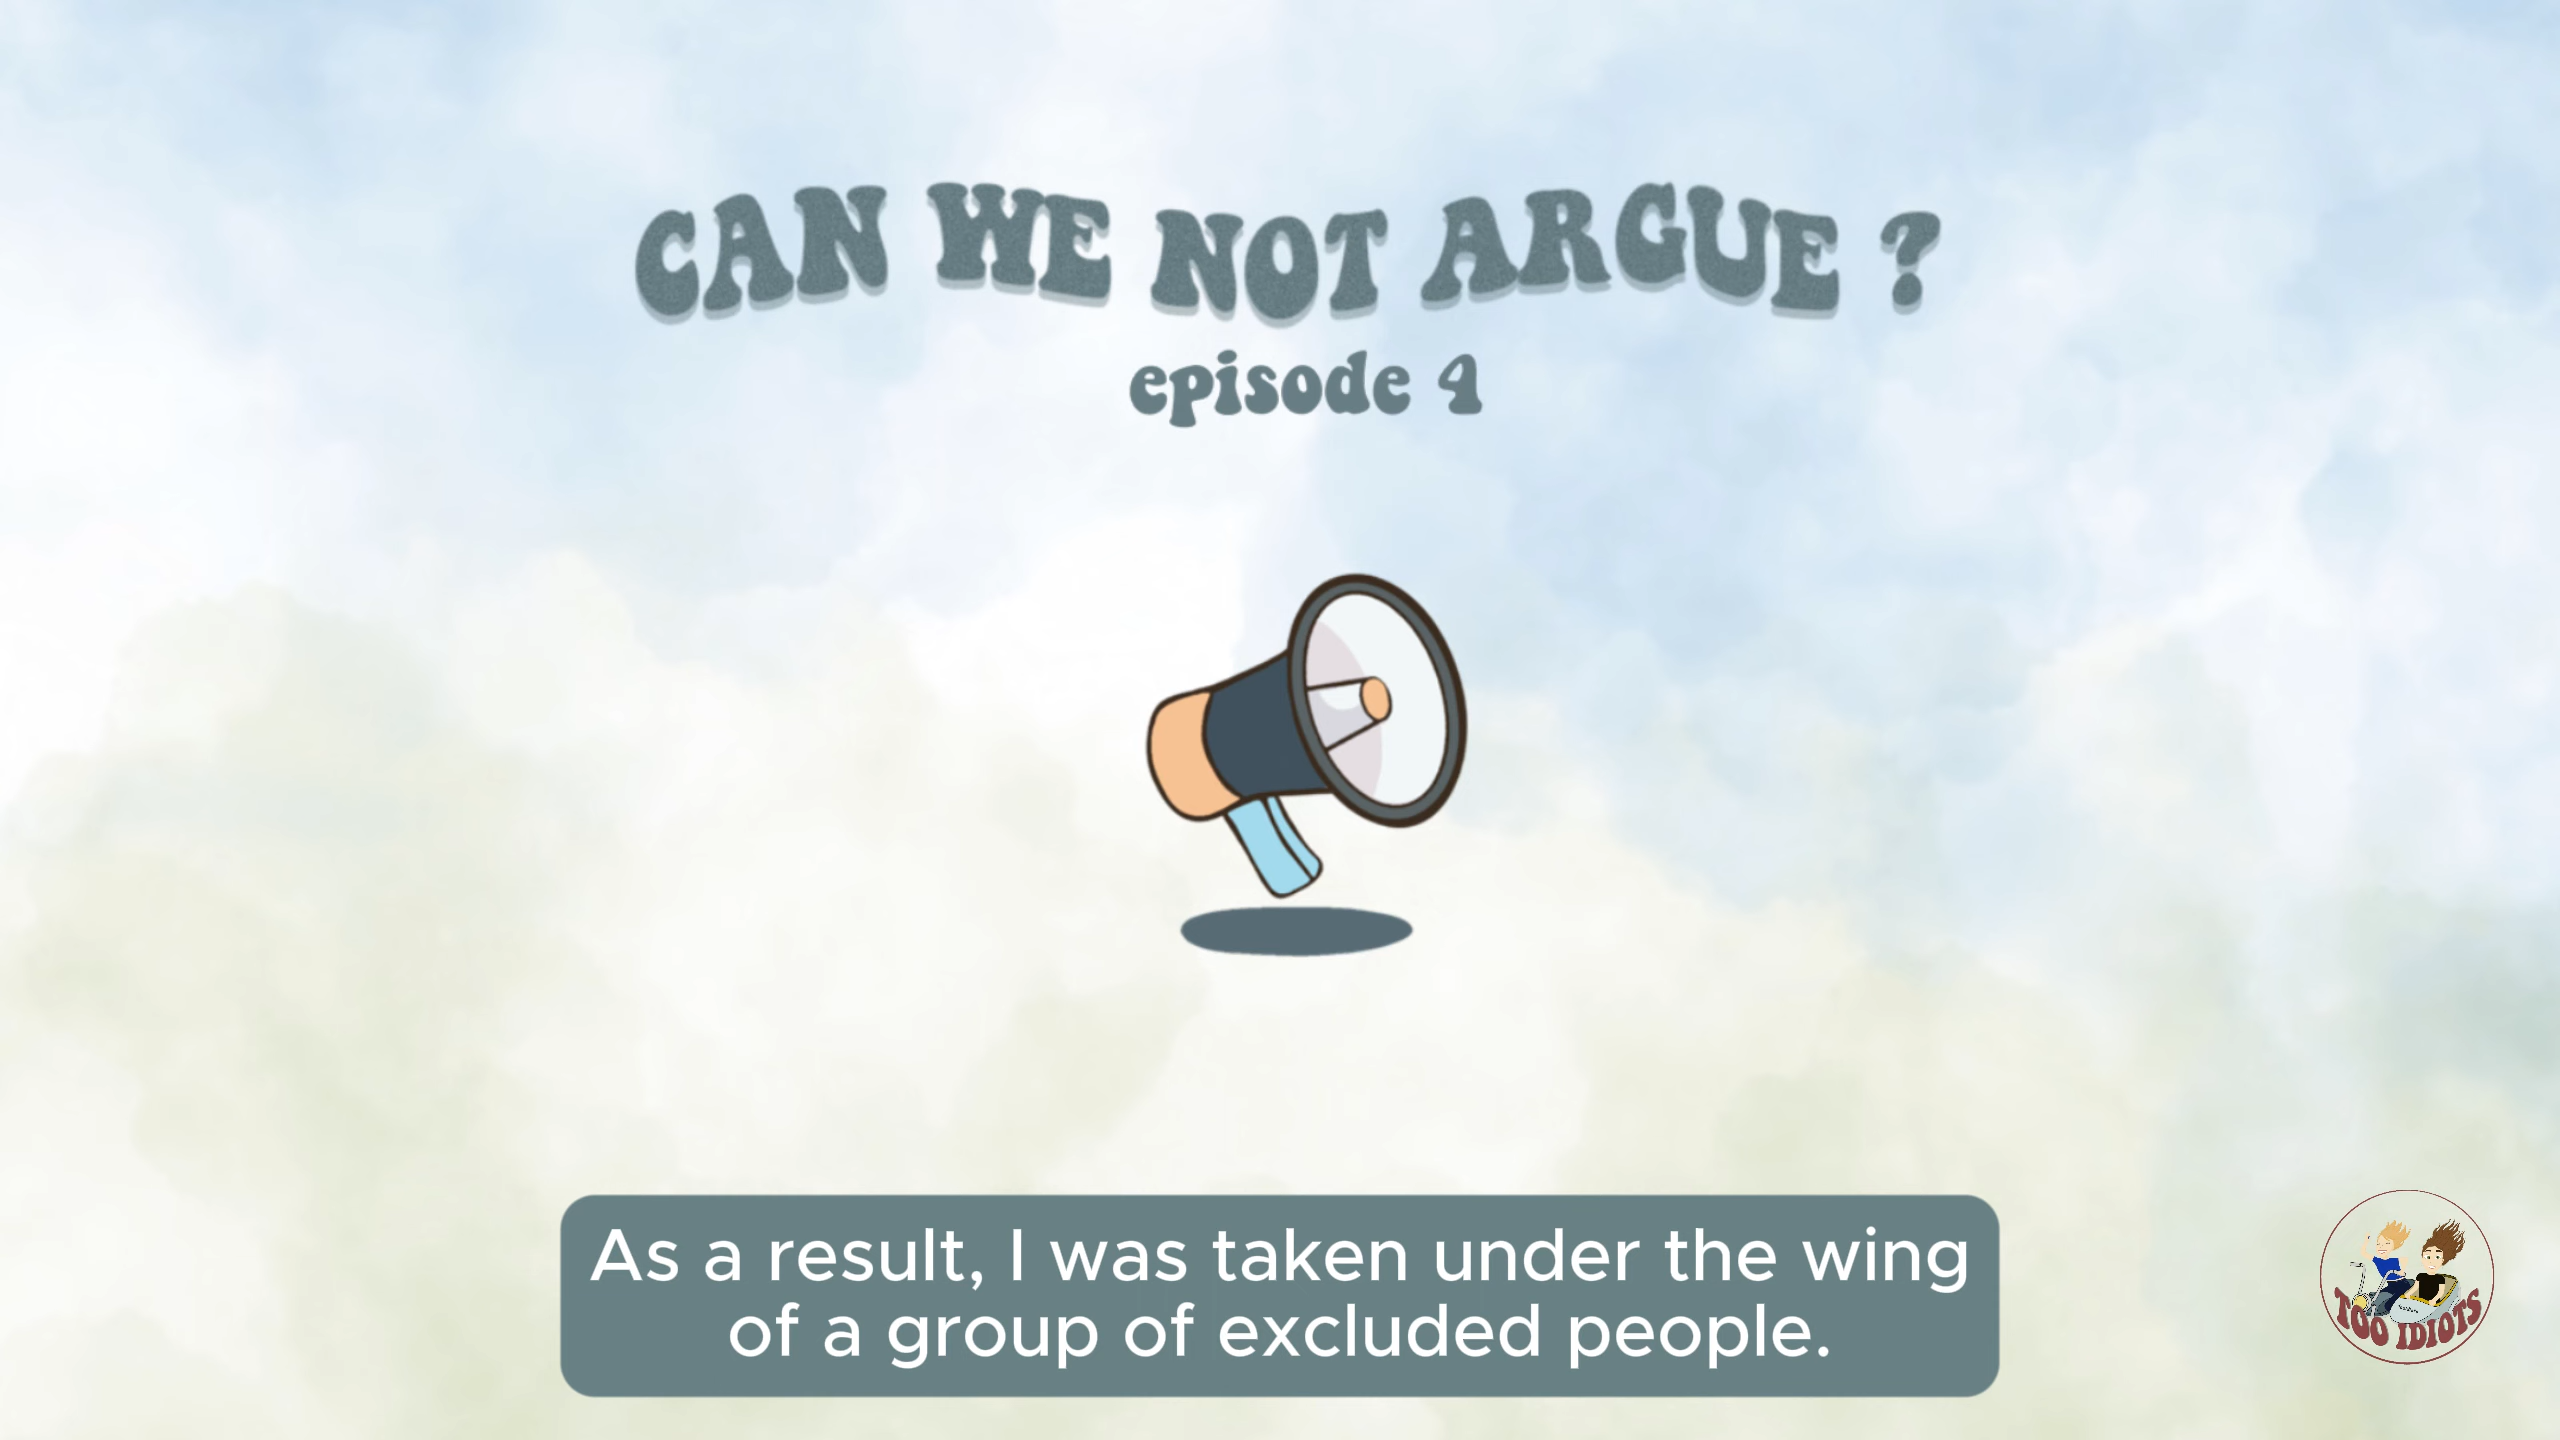 CAN WE NOT ARGUE ?
episode 4
As a result, I was taken under the wing
of a group of excluded people.
TOO IDIOTS